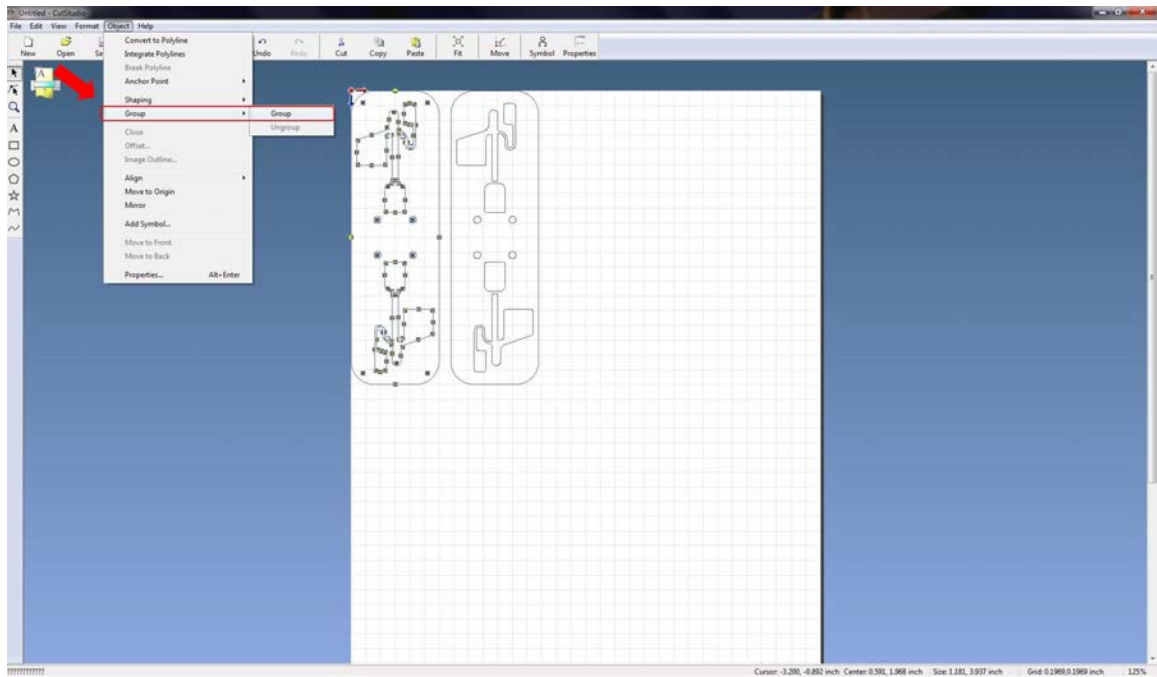 Untitled - CutStudio
File Edit View Format Object Help
New Open Undo Redo Cut Copy Paste Fit Move Symbol Properties
Convert to Polyline
Integrate Polylines
Break Polyline
Anchor Point
Shaping
Group
Group
Ungroup
Close
Offset...
Image Outline...
Align
Move to Origin
Mirror
Add Symbol...
Move to Front
Move to Back
Properties... Alt+Enter
A
A
Cursor: -3.200, -0.892 inch Center: 0.591, 1.968 inch Size: 1.181, 3.937 inch Grid: 0.1969,0.1969 inch 125%